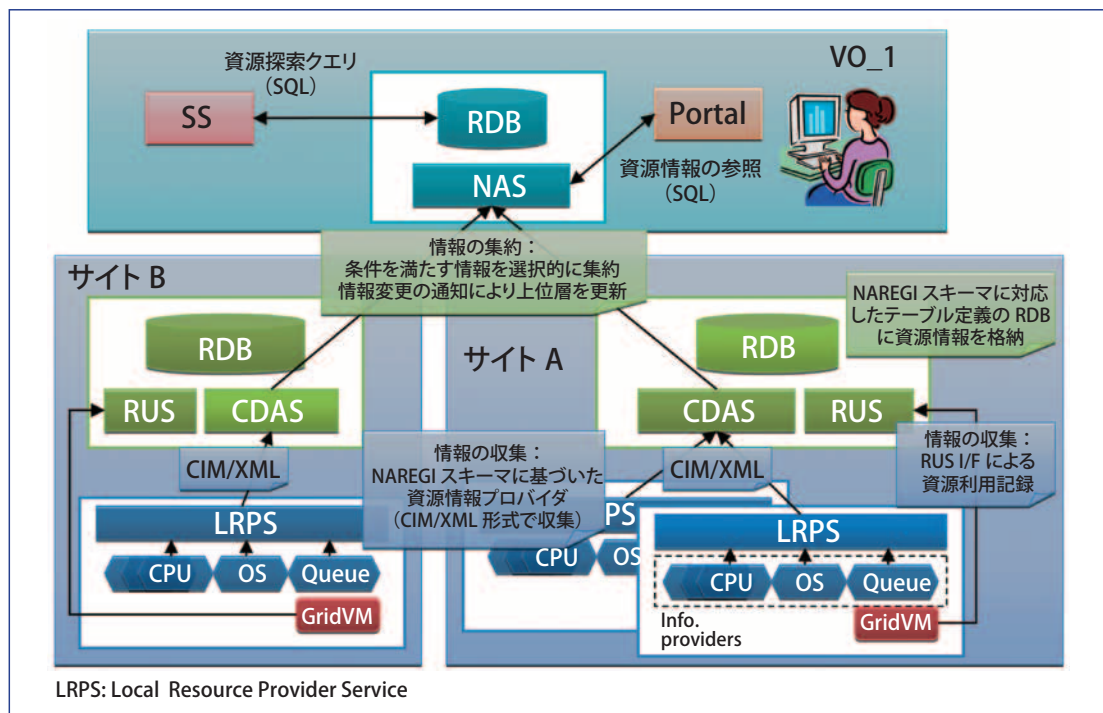 資源探索クエリ
(SQL)
VO_1
SS
RDB
Portal
NAS
資源情報の参照
(SQL)
情報の集約:
条件を満たす情報を選択的に集約
情報変更の通知により上位層を更新
サイト B
RDB
RUS
CDAS
CIM/XML
LRPS
CPU
OS
Queue
GridVM
サイト A
NAREGI スキーマに対応
したテーブル定義の RDB
に資源情報を格納
RDB
CDAS
RUS
情報の収集:
NAREGI スキーマに基づいた
資源情報プロバイダ
(CIM/XML 形式で収集)
CIM/XML
情報の収集:
RUS I/F による
資源利用記録
PS
CPU
OS
LRPS
CPU
OS
Queue
Info.
providers
GridVM
LRPS: Local Resource Provider Service